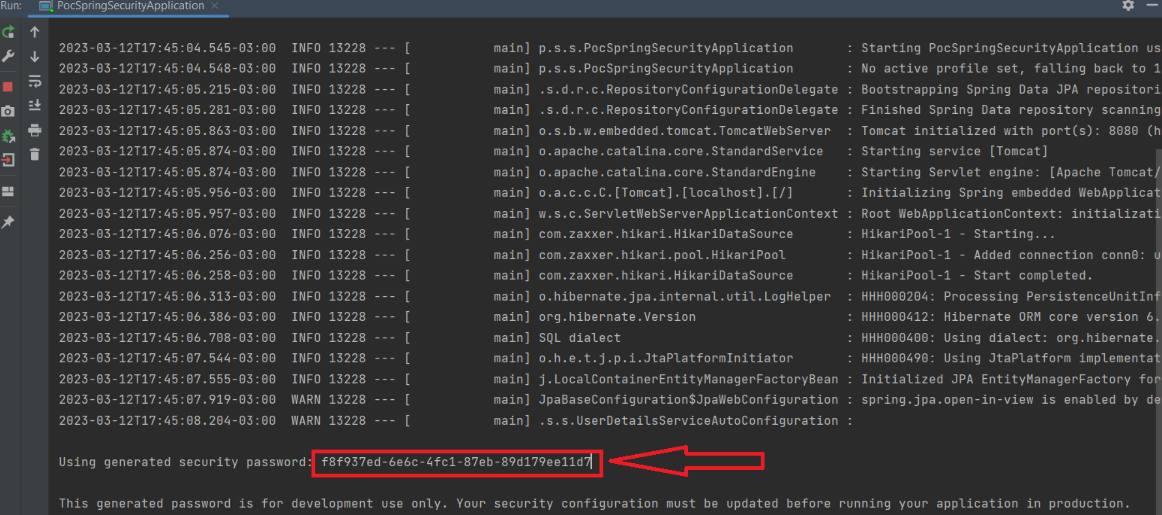 Run: PocSpringSecurityApplication ×
2023-03-12T17:45:04.545-03:00  INFO 13228 --- [           main] p.s.s.PocSpringSecurityApplication       : Starting PocSpringSecurityApplication us
2023-03-12T17:45:04.548-03:00  INFO 13228 --- [           main] p.s.s.PocSpringSecurityApplication       : No active profile set, falling back to 1
2023-03-12T17:45:05.215-03:00  INFO 13228 --- [           main] .s.d.r.c.RepositoryConfigurationDelegate : Bootstrapping Spring Data JPA repositori
2023-03-12T17:45:05.281-03:00  INFO 13228 --- [           main] .s.d.r.c.RepositoryConfigurationDelegate : Finished Spring Data repository scanning
2023-03-12T17:45:05.863-03:00  INFO 13228 --- [           main] o.s.b.w.embedded.tomcat.TomcatWebServer  : Tomcat initialized with port(s): 8080 (h
2023-03-12T17:45:05.874-03:00  INFO 13228 --- [           main] o.apache.catalina.core.StandardService   : Starting service [Tomcat]
2023-03-12T17:45:05.874-03:00  INFO 13228 --- [           main] o.apache.catalina.core.StandardEngine    : Starting Servlet engine: [Apache Tomcat/
2023-03-12T17:45:05.956-03:00  INFO 13228 --- [           main] o.a.c.c.C.[Tomcat].[localhost].[/]       : Initializing Spring embedded WebApplicat
2023-03-12T17:45:05.957-03:00  INFO 13228 --- [           main] w.s.c.ServletWebServerApplicationContext : Root WebApplicationContext: initializati
2023-03-12T17:45:06.076-03:00  INFO 13228 --- [           main] com.zaxxer.hikari.HikariDataSource       : HikariPool-1 - Starting...
2023-03-12T17:45:06.256-03:00  INFO 13228 --- [           main] com.zaxxer.hikari.pool.HikariPool        : HikariPool-1 - Added connection conn0: u
2023-03-12T17:45:06.258-03:00  INFO 13228 --- [           main] com.zaxxer.hikari.HikariDataSource       : HikariPool-1 - Start completed.
2023-03-12T17:45:06.313-03:00  INFO 13228 --- [           main] o.hibernate.jpa.internal.util.LogHelper  : HHH000204: Processing PersistenceUnitInf
2023-03-12T17:45:06.386-03:00  INFO 13228 --- [           main] org.hibernate.Version                    : HHH000412: Hibernate ORM core version 6.
2023-03-12T17:45:06.708-03:00  INFO 13228 --- [           main] SQL dialect                              : HHH000400: Using dialect: org.hibernate.
2023-03-12T17:45:07.544-03:00  INFO 13228 --- [           main] o.h.e.t.j.p.i.JtaPlatformInitiator       : HHH000490: Using JtaPlatform implementat
2023-03-12T17:45:07.555-03:00  INFO 13228 --- [           main] j.LocalContainerEntityManagerFactoryBean : Initialized JPA EntityManagerFactory for
2023-03-12T17:45:07.919-03:00  WARN 13228 --- [           main] JpaBaseConfiguration$JpaWebConfiguration : spring.jpa.open-in-view is enabled by de
2023-03-12T17:45:08.204-03:00  WARN 13228 --- [           main] .s.s.UserDetailsServiceAutoConfiguration :
Using generated security password: f8f937ed-6e6c-4fc1-87eb-89d179ee11d7
This generated password is for development use only. Your security configuration must be updated before running your application in production.